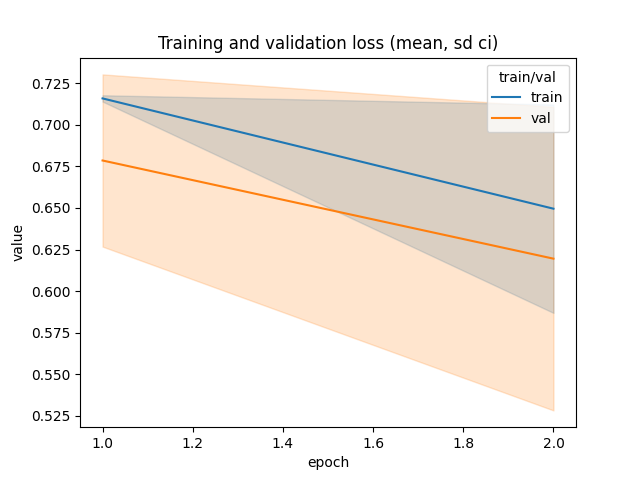 Training and validation loss (mean, sd ci)
train/val
train
val
0.725
0.700
0.675
0.650
0.625
0.600
0.575
0.550
0.525
value
1.0 1.2 1.4 1.6 1.8 2.0
epoch